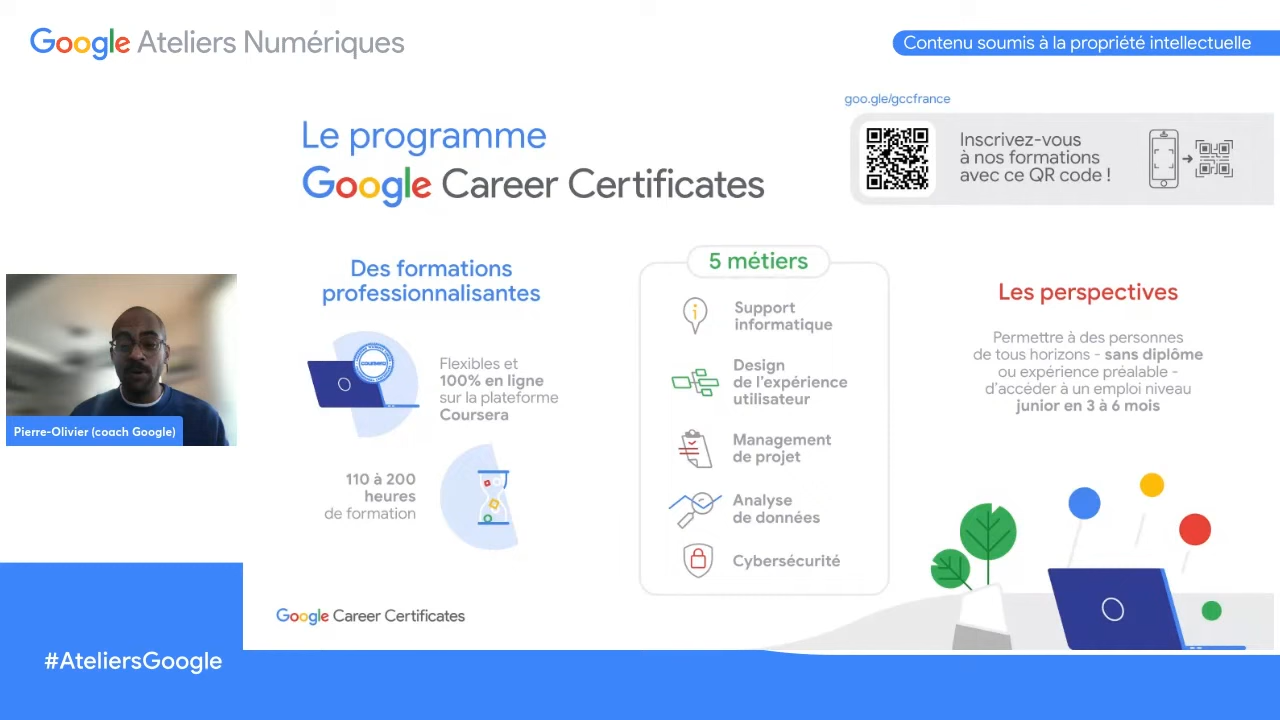 Google Ateliers Numériques
Contenu soumis à la propriété intellectuelle
goo.gle/gccfrance
Inscrivez-vous
à nos formations
avec ce QR code !
Le programme
Google Career Certificates
Des formations
professionnalisantes
coursera
Flexibles et
100% en ligne
sur la plateforme
Coursera
110 à 200
heures
de formation
5 métiers
Support
informatique
Design
de l'expérience
utilisateur
Management
de projet
Analyse
de données
Cybersécurité
Les perspectives
Permettre à des personnes
de tous horizons - sans diplôme
ou expérience préalable -
d'accéder à un emploi niveau
junior en 3 à 6 mois
Pierre-Olivier (coach Google)
Google Career Certificates
#AteliersGoogle